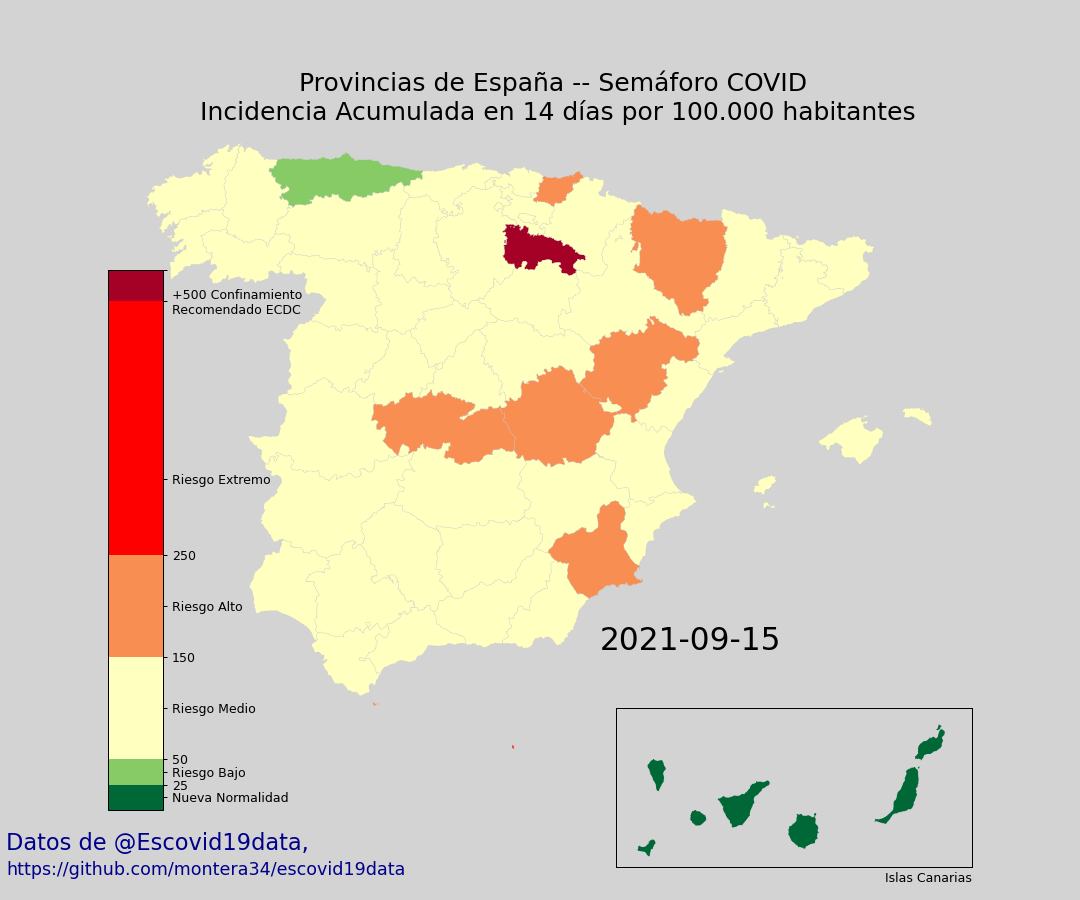 Provincias de España -- Semáforo COVID
Incidencia Acumulada en 14 días por 100.000 habitantes
+500 Confinamiento
Recomendado ECDC
Riesgo Extremo
250
Riesgo Alto
150
2021-09-15
Riesgo Medio
50
Riesgo Bajo
25
Nueva Normalidad
Datos de @Escovid19data,
https://github.com/montera34/escovid19data
Islas Canarias